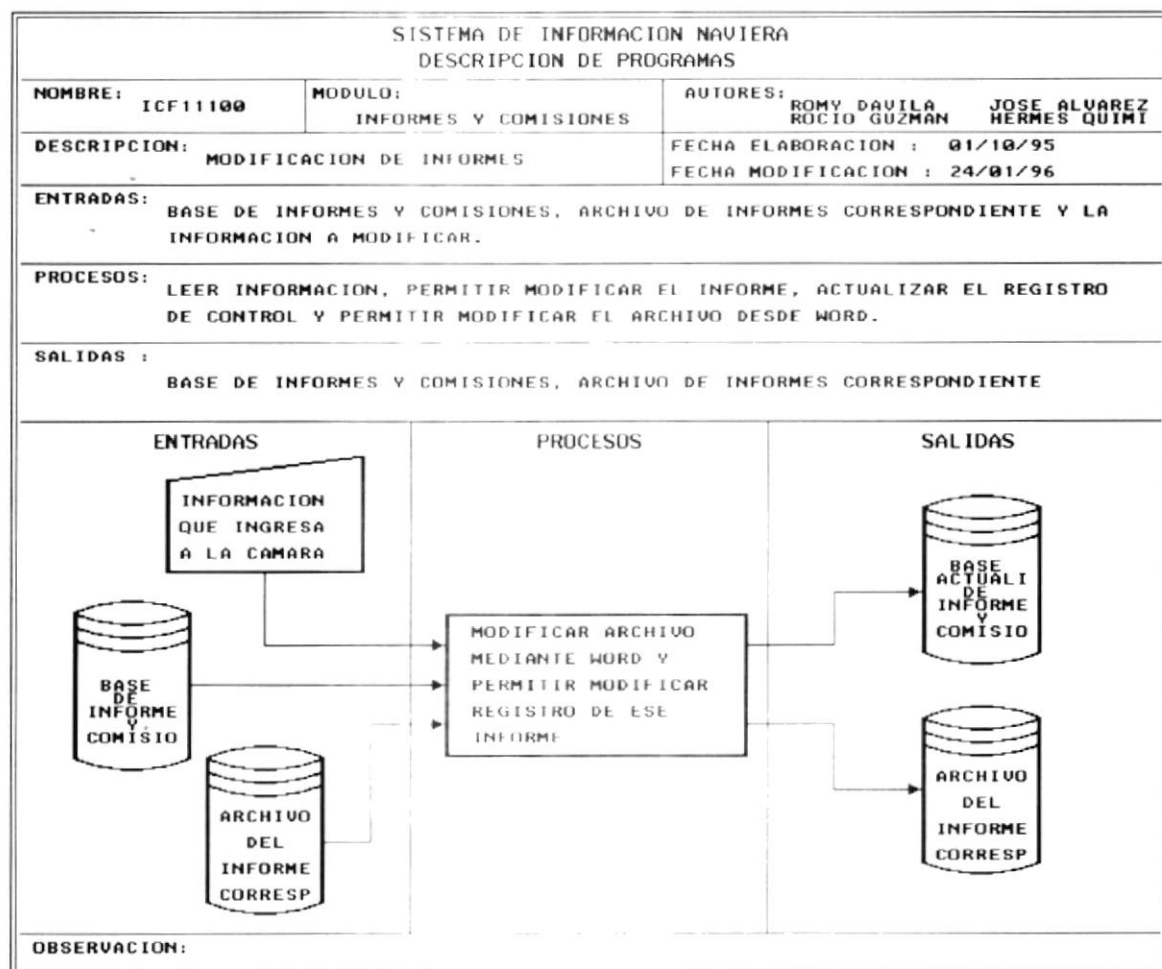 SISTEMA DE INFORMACION NAVIERA
DESCRIPCION DE PROGRAMAS
NOMBRE: ICF11100
MODULO:
INFORMES Y COMISIONES
AUTORES:
ROMY DAVILA JOSE ALVAREZ
ROCIO GUZMAN HERMES QUIMI
DESCRIPCION:
MODIFICACION DE INFORMES
FECHA ELABORACION : 01/10/95
FECHA MODIFICACION : 24/01/96
ENTRADAS:
BASE DE INFORMES Y COMISIONES, ARCHIVO DE INFORMES CORRESPONDIENTE Y LA
INFORMACION A MODIFICAR.
PROCESOS:
LEER INFORMACION, PERMITIR MODIFICAR EL INFORME, ACTUALIZAR EL REGISTRO
DE CONTROL Y PERMITIR MODIFICAR EL ARCHIVO DESDE WORD.
SALIDAS :
BASE DE INFORMES Y COMISIONES, ARCHIVO DE INFORMES CORRESPONDIENTE
ENTRADAS
INFORMACION
QUE INGRESA
A LA CAMARA
BASE
DE
INFORME
Y
COMISIO
ARCHIVO
DEL
INFORME
CORRESP
PROCESOS
MODIFICAR ARCHIVO
MEDIANTE WORD Y
PERMITIR MODIFICAR
REGISTRO DE ESE
INFORME
SALIDAS
BASE
ACTUALI
DE
INFORME
Y
COMISIO
ARCHIVO
DEL
INFORME
CORRESP
OBSERVACION: